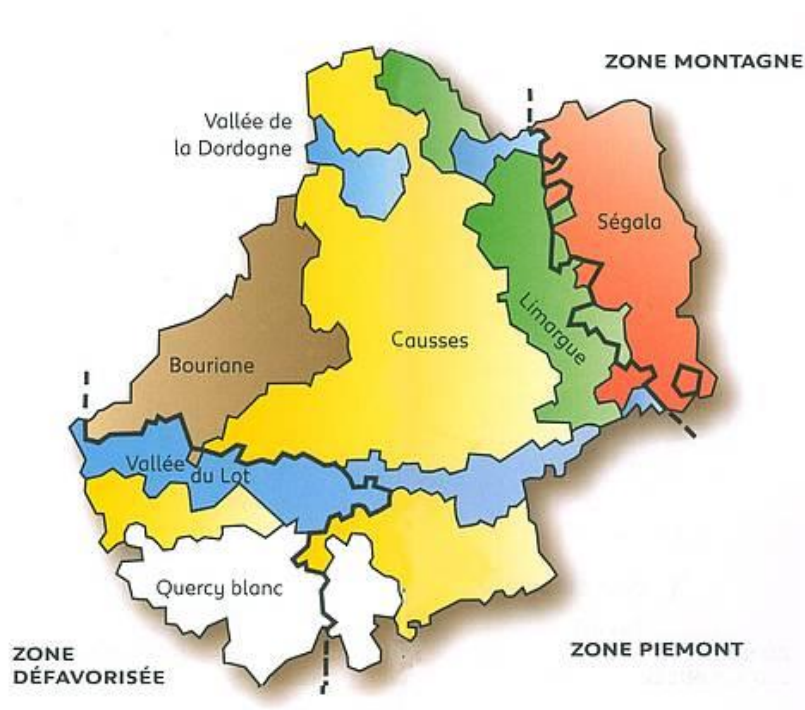 ZONE MONTAGNE
Vallée de
la Dordogne
Ségala
Limargue
Causses
Bouriane
Vallée
du Lot
Quercy blanc
ZONE
DÉFAVORISÉE
ZONE PIEMONT